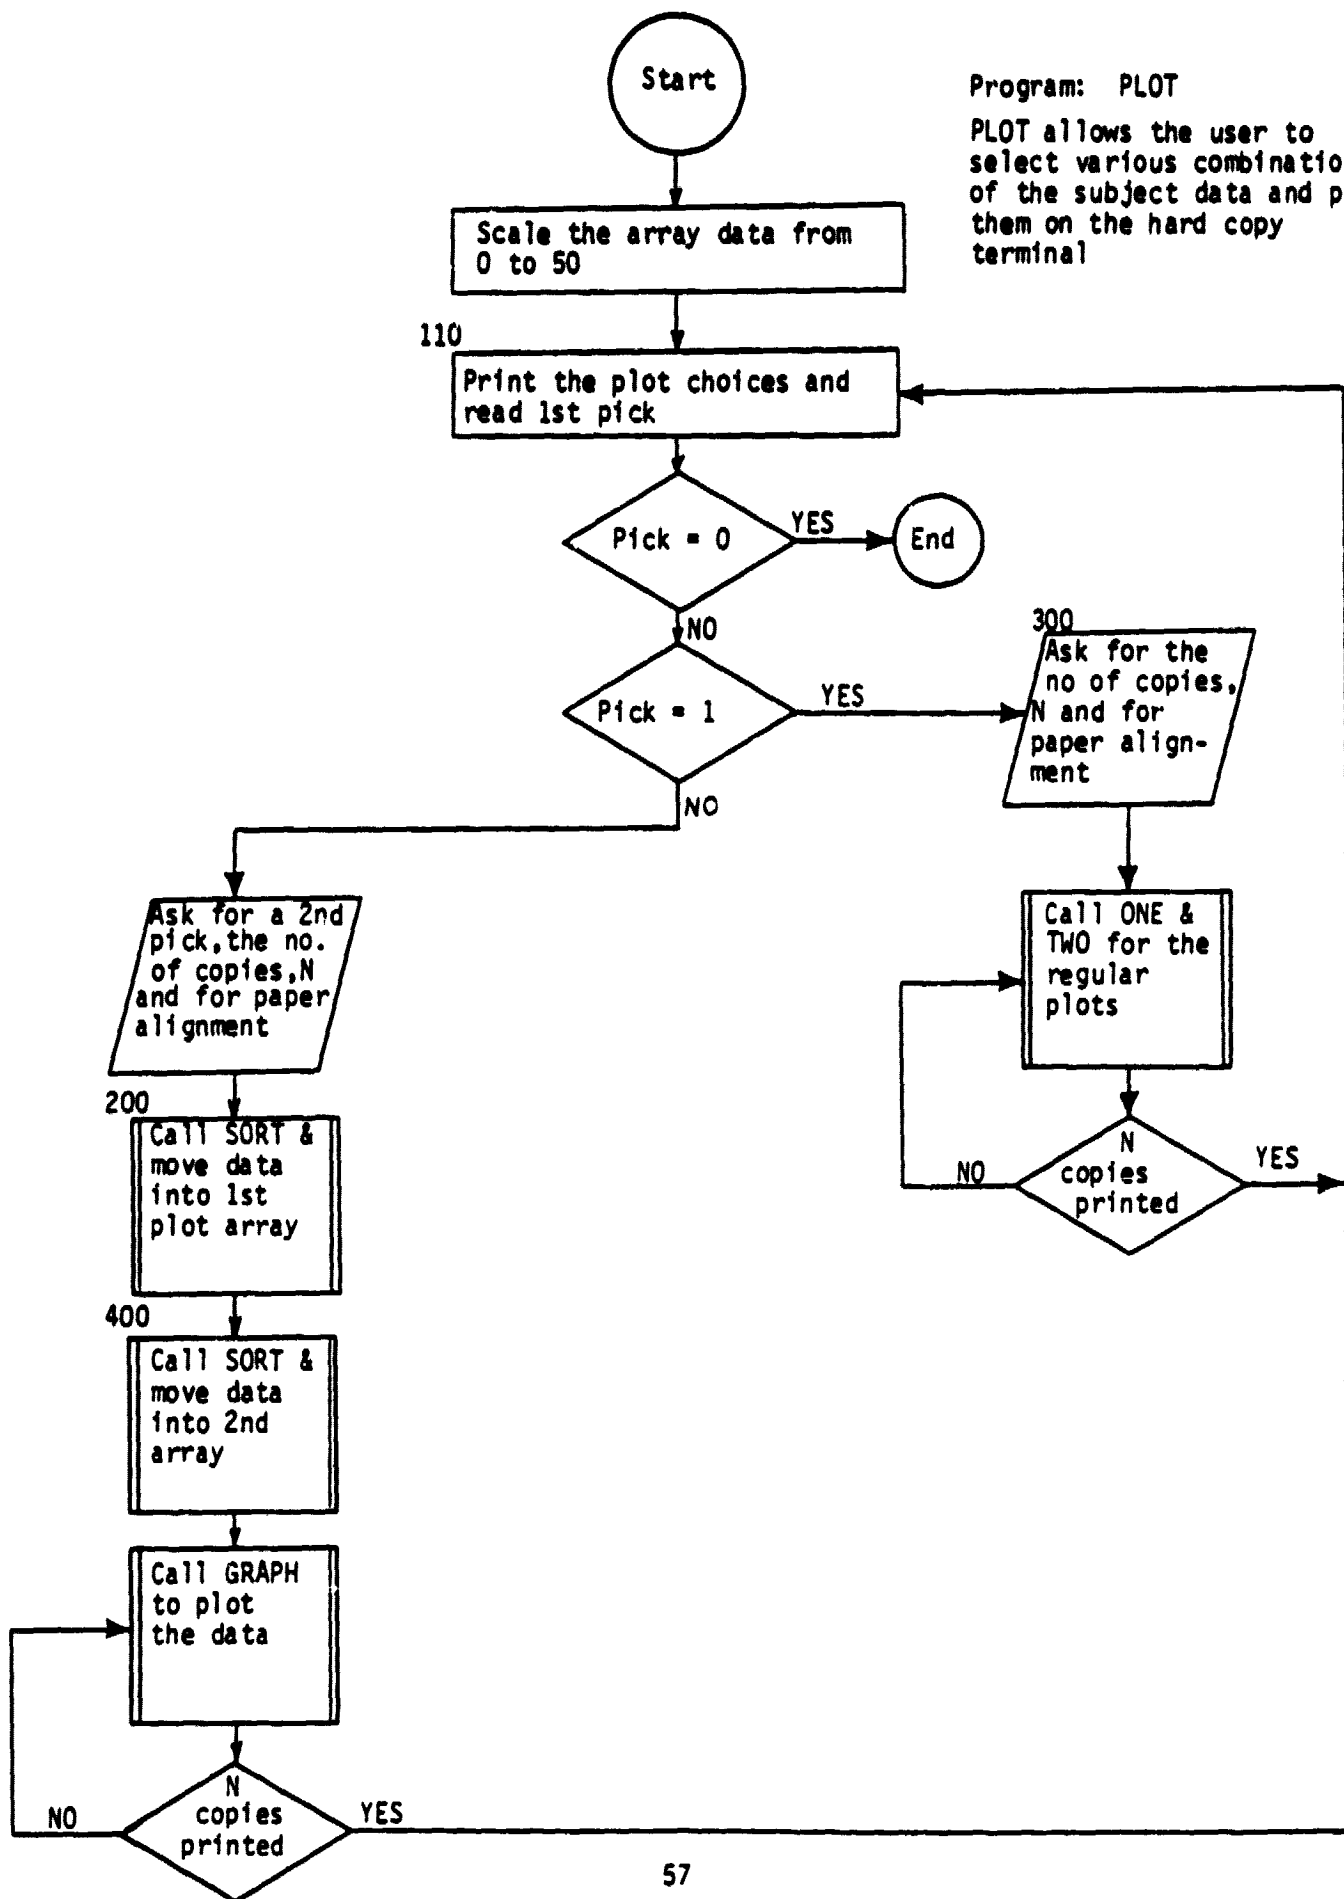 Start
Program: PLOT
PLOT allows the user to
select various combinatio
of the subject data and p
them on the hard copy
terminal
Scale the array data from
0 to 50
110
Print the plot choices and
read 1st pick
Pick = 0
YES
End
NO
Pick = 1
YES
NO
300
Ask for the
no of copies,
N and for
paper align-
ment
Call ONE &
TWO for the
regular
plots
N
copies
printed
NO
YES
Ask for a 2nd
pick,the no.
of copies,N
and for paper
alignment
200
Call SORT &
move data
into 1st
plot array
400
Call SORT &
move data
into 2nd
array
Call GRAPH
to plot
the data
N
copies
printed
NO
YES
57